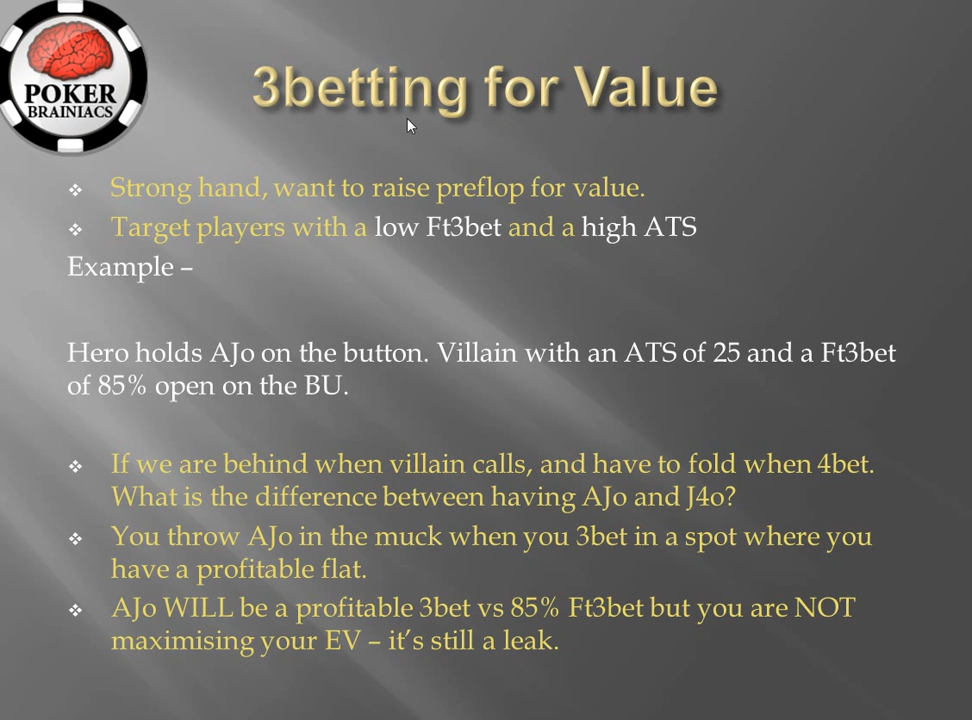 POKER
BRAINIACS
3betting for Value
Strong hand, want to raise preflop for value.
Target players with a low Ft3bet and a high ATS
Example –
Hero holds AJo on the button. Villain with an ATS of 25 and a Ft3bet
of 85% open on the BU.
If we are behind when villain calls, and have to fold when 4bet.
What is the difference between having AJo and J4o?
You throw AJo in the muck when you 3bet in a spot where you
have a profitable flat.
AJo WILL be a profitable 3bet vs 85% Ft3bet but you are NOT
maximising your EV – it's still a leak.